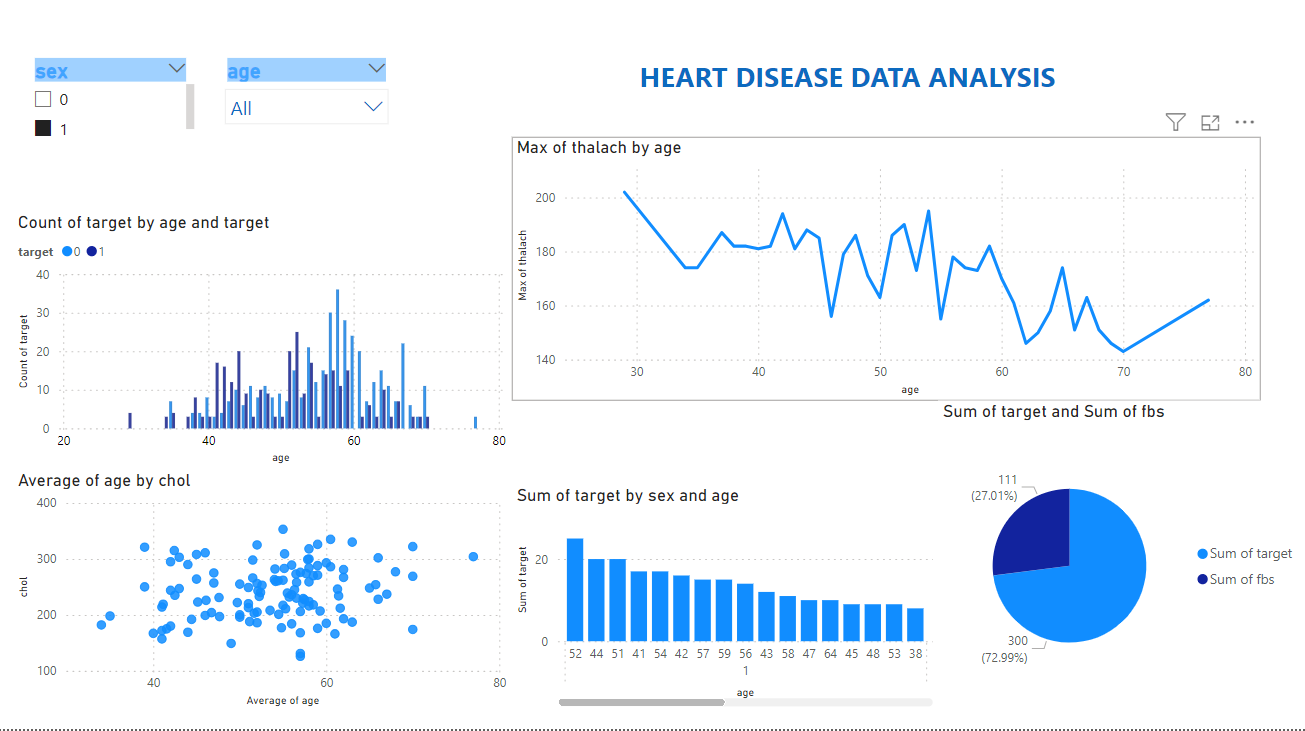 sex
0
1
age
All
HEART DISEASE DATA ANALYSIS
Max of thalach by age
Max of thalach
200
180
160
140
30 40 50 60 70 80
age
Count of target by age and target
target 0 1
Count of target
40
30
20
10
0
20 40 60 80
age
Average of age by chol
chol
400
300
200
100
40 60
Average of age
Sum of target by sex and age
Sum of target
20
0
52 44 51 41 54 42 57 59 56 43 58 47 64 45 48 53 38
1
age
Sum of target and Sum of fbs
111
(27.01%)
300
(72.99%)
Sum of target
Sum of fbs